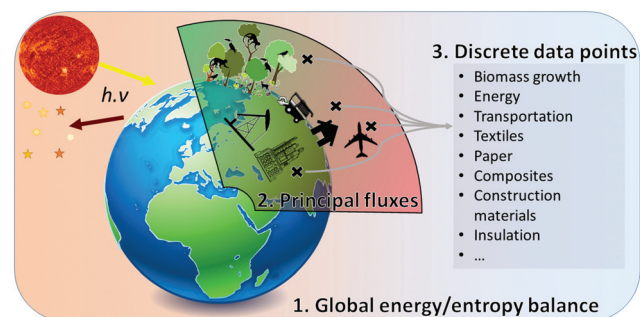 3. Discrete data points
h.ν
• Biomass growth
• Energy
• Transportation
• Textiles
• Paper
• Composites
• Construction
materials
• Insulation
• ...
2. Principal fluxes
1. Global energy/entropy balance